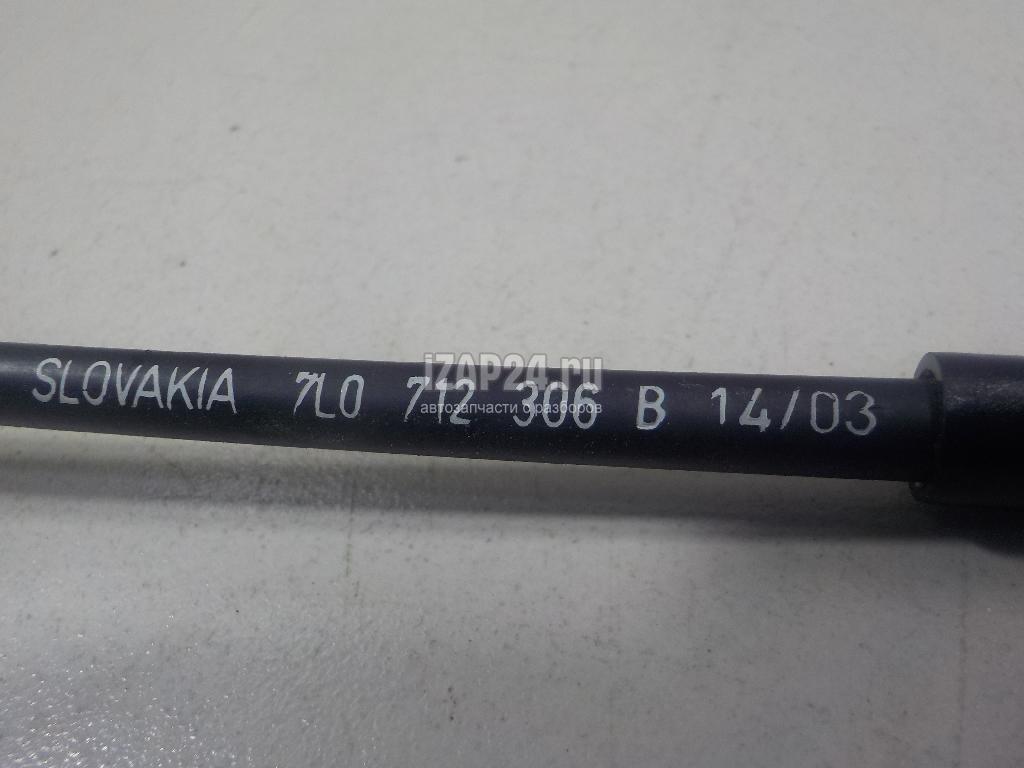 iZAP24.ru
SLOVAKIA 7L0 712 306 B 14/03
автозапчасти с разборов